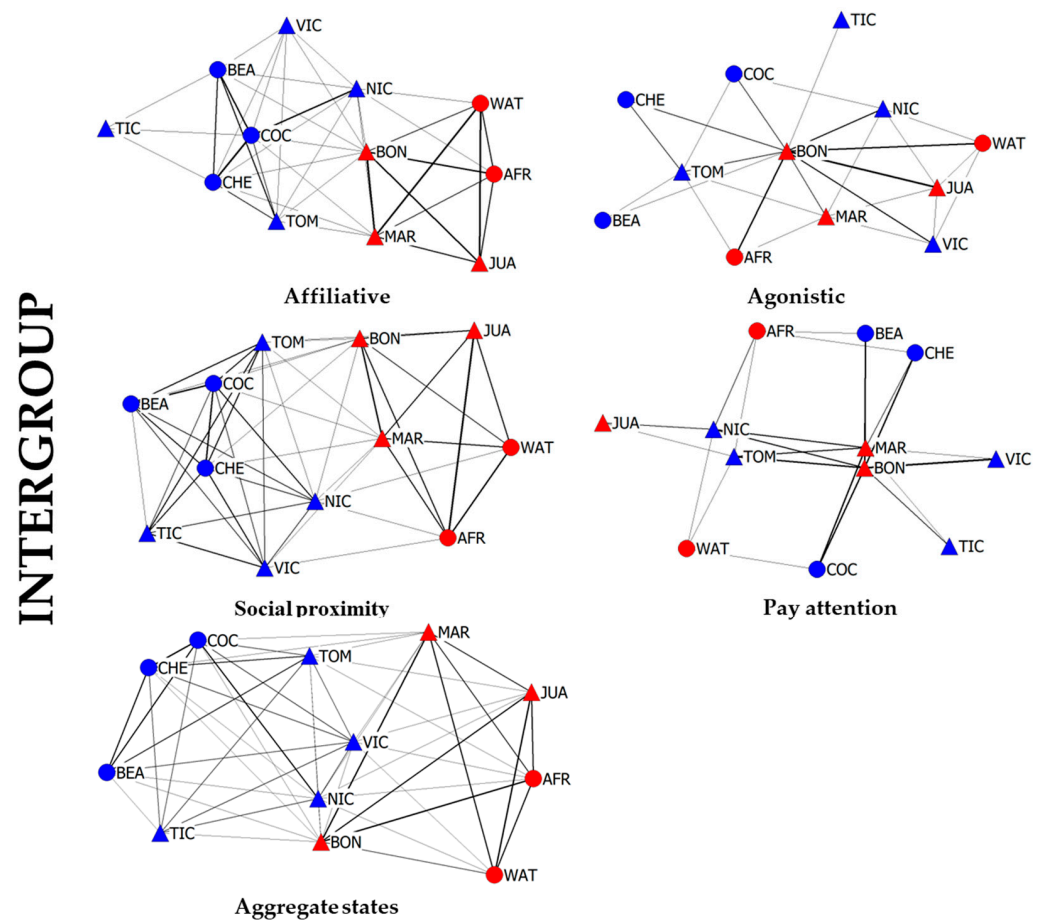 INTERGROUP
VIC
BEA
NIC
WAT
TIC
COC
BON
AFR
CHE
TOM
MAR
JUA
Affiliative
TIC
COC
CHE
NIC
WAT
BON
TOM
JUA
MAR
BEA
VIC
AFR
Agonistic
TOM
BON
JUA
COC
BEA
MAR
WAT
CHE
NIC
TIC
AFR
VIC
Social proximity
AFR
BEA
CHE
JUA
NIC
MAR
TOM
BON
VIC
WAT
TIC
COC
Pay attention
COC
MAR
TOM
CHE
JUA
VIC
BEA
AFR
NIC
TIC
BON
WAT
Aggregate states